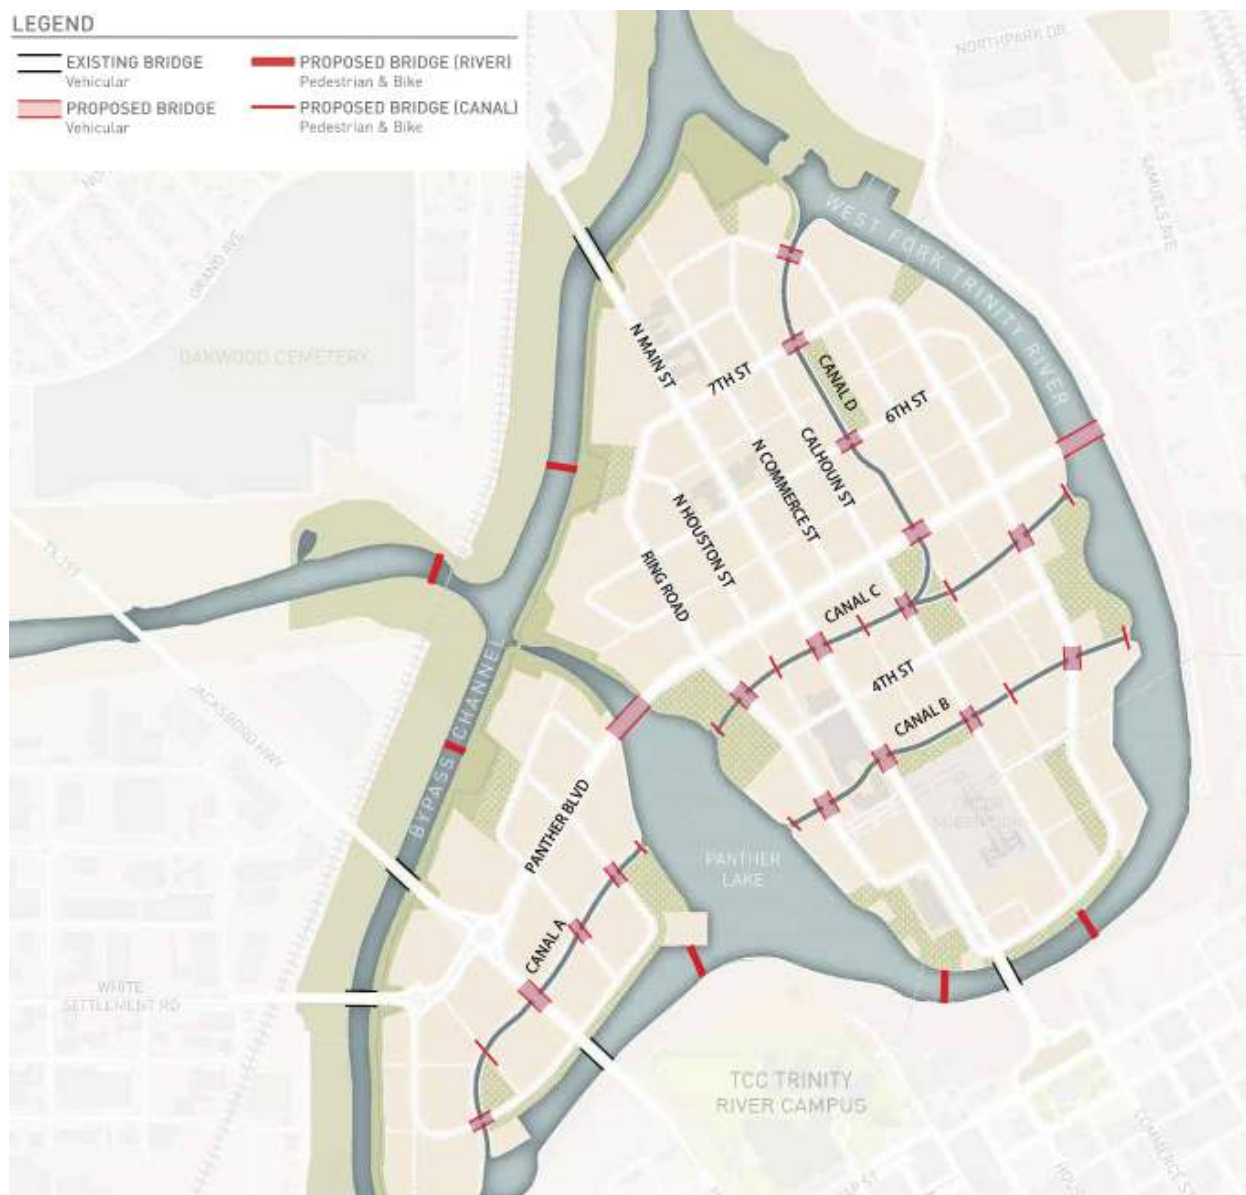 LEGEND
EXISTING BRIDGE
Vehicular
PROPOSED BRIDGE
Vehicular
PROPOSED BRIDGE (RIVER)
Pedestrian & Bike
PROPOSED BRIDGE (CANAL)
Pedestrian & Bike
NORTHPARK DR
SAMUELS AVE
GRAND AVE
OAKWOOD CEMETERY
WEST FORK TRINITY RIVER
N MAIN ST
7TH ST
CANAL D
6TH ST
CALHOUN ST
N COMMERCE ST
N HOUSTON ST
RING ROAD
CANAL C
4TH ST
CANAL B
JACKSBORO HWY
BYPASS CHANNEL
PANTHER BLVD
PANTHER
LAKE
CANAL A
WHITE
SETTLEMENT RD
TCC TRINITY
RIVER CAMPUS
COMMERCE ST